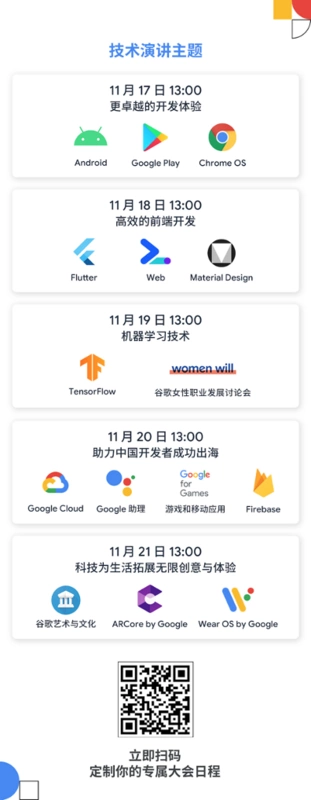 技术演讲主题
11 月 17 日 13:00
更卓越的开发体验
Android
Google Play
Chrome OS
11 月 18 日 13:00
高效的前端开发
Flutter
Web
Material Design
11 月 19 日 13:00
机器学习技术
women will
TensorFlow
谷歌女性职业发展讨论会
11 月 20 日 13:00
助力中国开发者成功出海
Google
for
Games
Google Cloud
Google 助理
游戏和移动应用
Firebase
11 月 21 日 13:00
科技为生活拓展无限创意与体验
谷歌艺术与文化
ARCore by Google
Wear OS by Google
立即扫码
定制你的专属大会日程